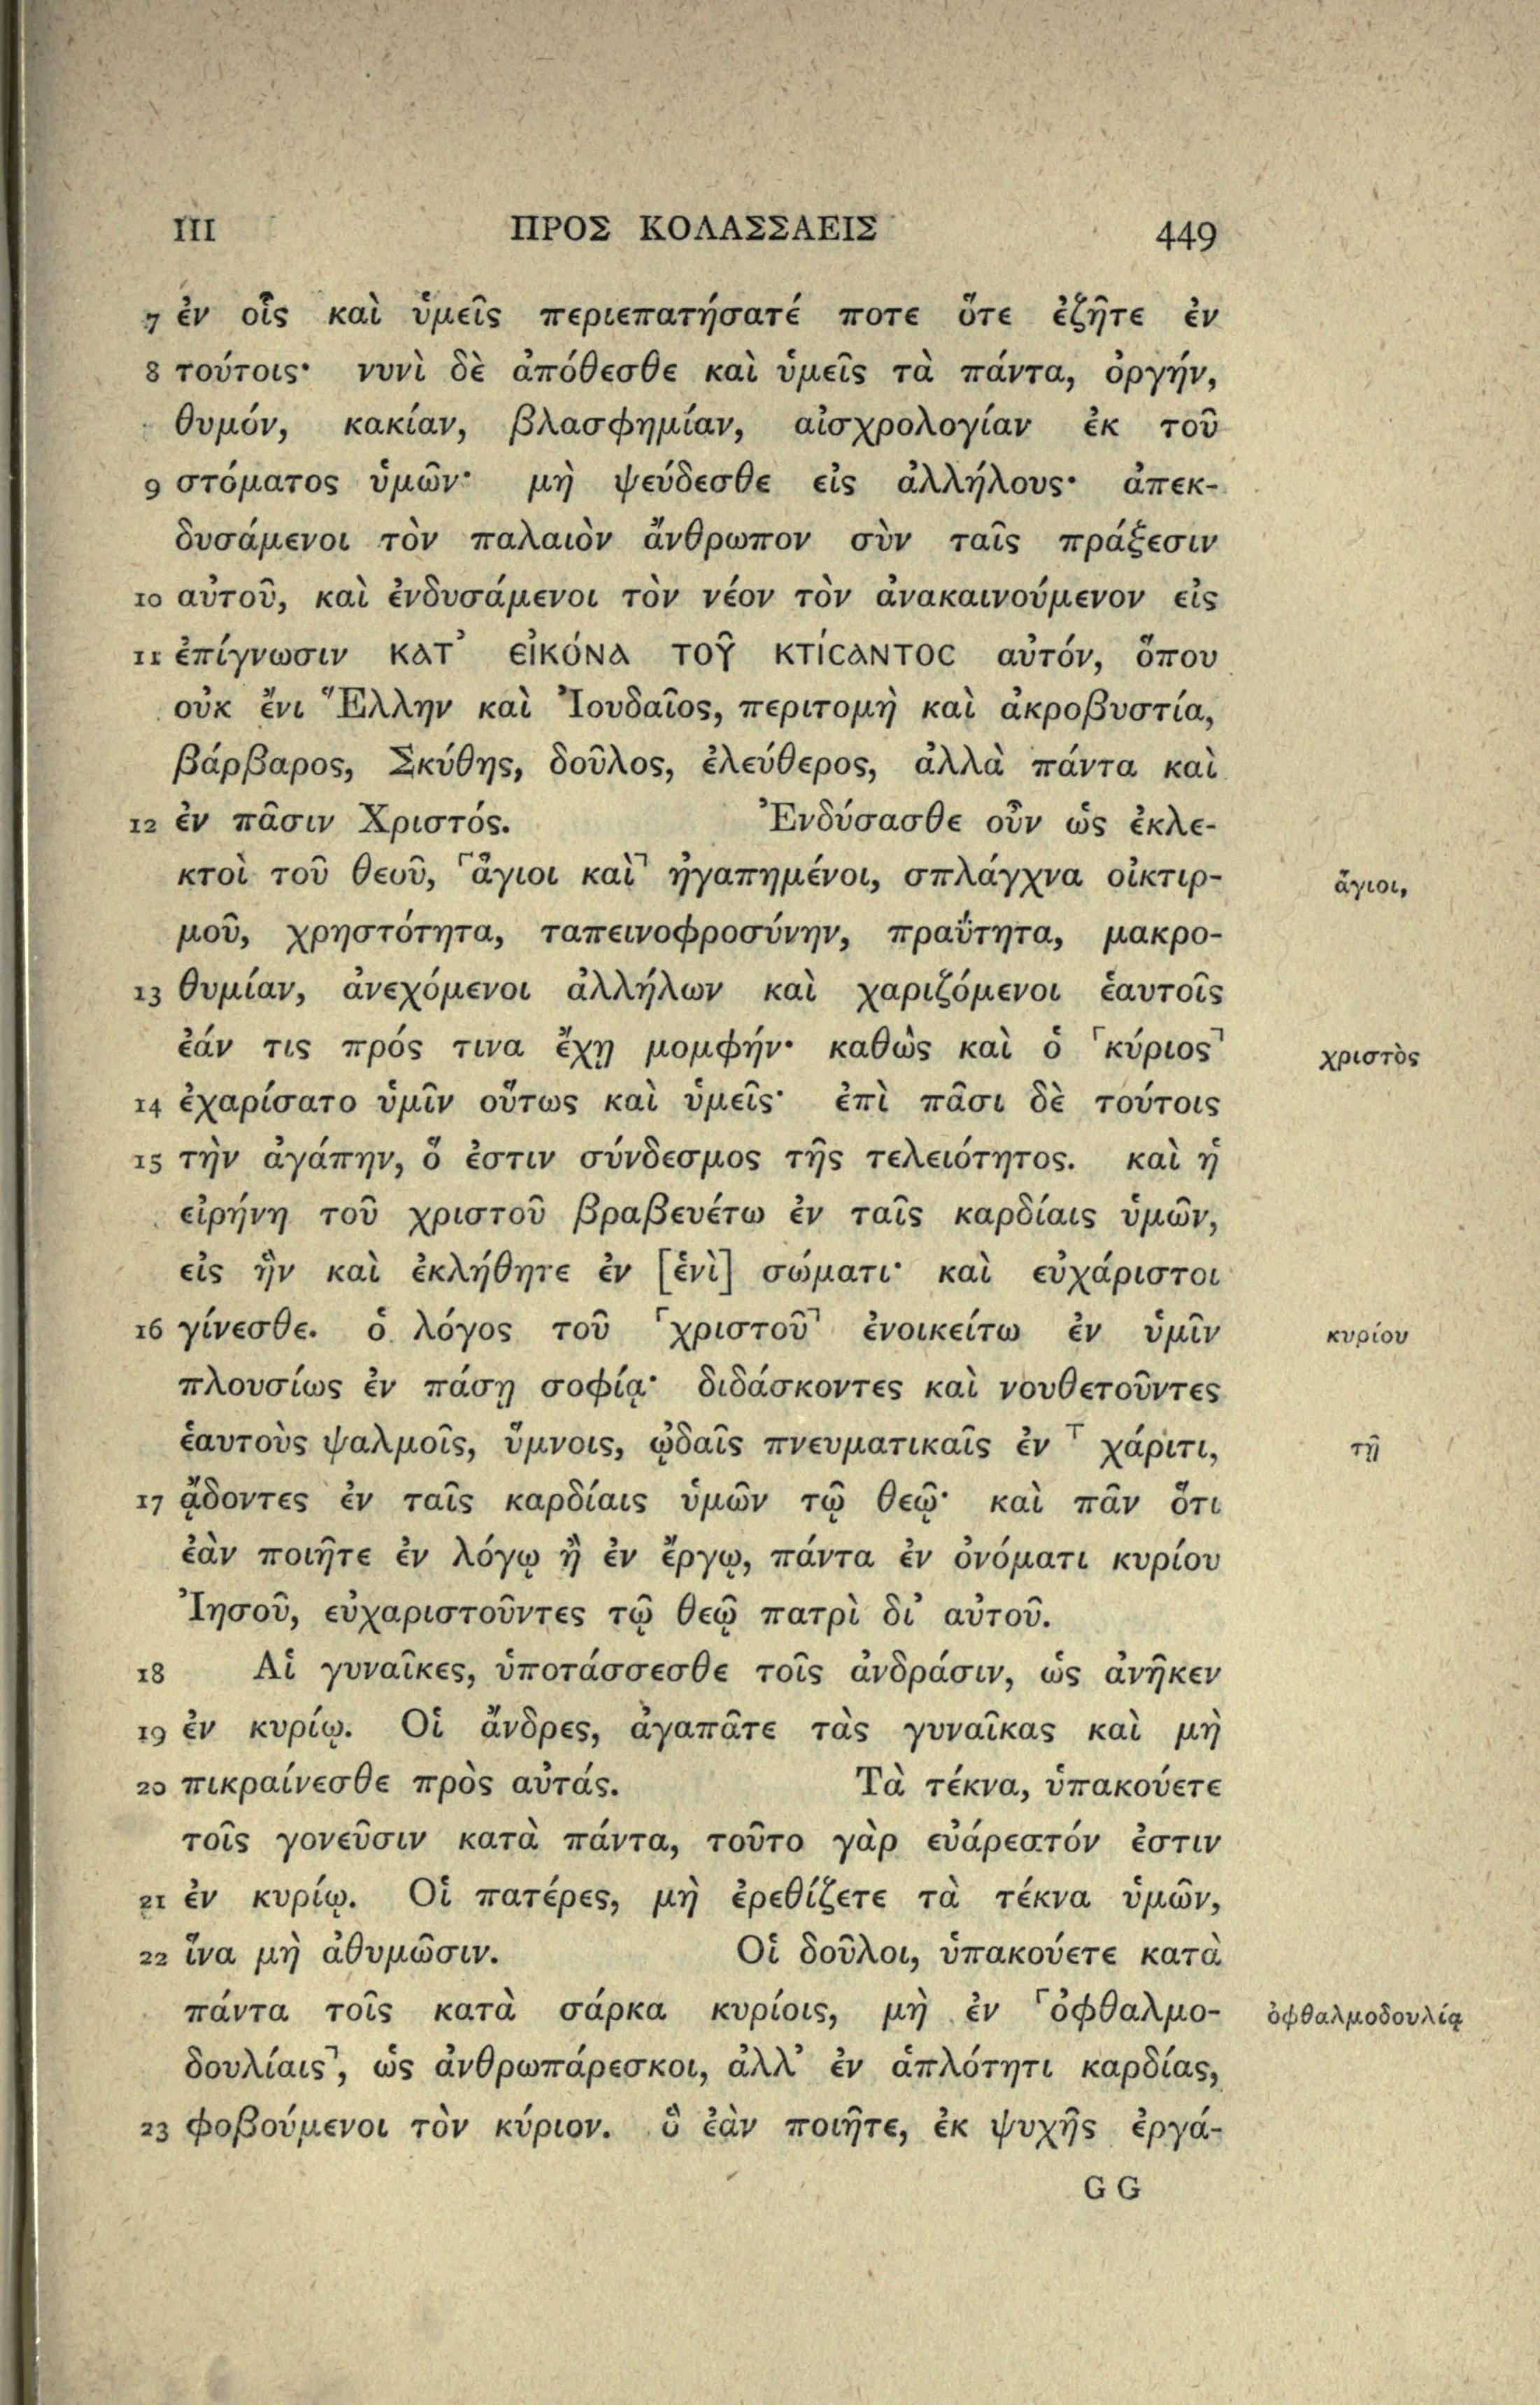 III ΠΡΟΣ ΚΟΛΑΣΣΑΕΙΣ 449
7 ἐν οἷς καὶ ὑμεῖς περιεπατήσατέ ποτε ὅτε ἐζῆτε ἐν
8 τούτοις· νυνὶ δὲ ἀπόθεσθε καὶ ὑμεῖς τὰ πάντα, ὀργήν,
θυμόν, κακίαν, βλασφημίαν, αἰσχρολογίαν ἐκ τοῦ
9 στόματος ὑμῶν· μὴ ψεύδεσθε εἰς ἀλλήλους· ἀπεκ-
δυσάμενοι τὸν παλαιὸν ἄνθρωπον σὺν ταῖς πράξεσιν
10 αὐτοῦ, καὶ ἐνδυσάμενοι τὸν νέον τὸν ἀνακαινούμενον εἰς
11 ἐπίγνωσιν κατ’ εἰκόνα τοῦ κτίcαντοc αὐτόν, ὅπου
οὐκ ἔνι Ἕλλην καὶ Ἰουδαῖος, περιτομὴ καὶ ἀκροβυστία,
βάρβαρος, Σκύθης, δοῦλος, ἐλεύθερος, ἀλλὰ πάντα καὶ
12 ἐν πᾶσιν Χριστός. Ἐνδύσασθε οὖν ὡς ἐκλε-
κτοὶ τοῦ θεοῦ, ⸢ἅγιοι καὶ⸣ ἠγαπημένοι, σπλάγχνα οἰκτιρ- ἅγιοι,
μοῦ, χρηστότητα, ταπεινοφροσύνην, πραΰτητα, μακρο-
13 θυμίαν, ἀνεχόμενοι ἀλλήλων καὶ χαριζόμενοι ἑαυτοῖς
ἐάν τις πρός τινα ἔχῃ μομφήν· καθὼς καὶ ὁ ⸢κύριος⸣ χριστὸς
14 ἐχαρίσατο ὑμῖν οὕτως καὶ ὑμεῖς· ἐπὶ πᾶσι δὲ τούτοις
15 τὴν ἀγάπην, ὅ ἐστιν σύνδεσμος τῆς τελειότητος. καὶ ἡ
εἰρήνη τοῦ χριστοῦ βραβευέτω ἐν ταῖς καρδίαις ὑμῶν,
εἰς ἣν καὶ ἐκλήθητε ἐν [ἑνὶ] σώματι· καὶ εὐχάριστοι
16 γίνεσθε. ὁ λόγος τοῦ ⸢χριστοῦ⸣ ἐνοικείτω ἐν ὑμῖν κυρίου
πλουσίως ἐν πάσῃ σοφίᾳ· διδάσκοντες καὶ νουθετοῦντες
ἑαυτοὺς ψαλμοῖς, ὕμνοις, ᾠδαῖς πνευματικαῖς ἐν ⸆ χάριτι, τῇ
17 ᾄδοντες ἐν ταῖς καρδίαις ὑμῶν τῷ θεῷ· καὶ πᾶν ὅτι
ἐὰν ποιῆτε ἐν λόγῳ ἢ ἐν ἔργῳ, πάντα ἐν ὀνόματι κυρίου
Ἰησοῦ, εὐχαριστοῦντες τῷ θεῷ πατρὶ δι’ αὐτοῦ.
18 Αἱ γυναῖκες, ὑποτάσσεσθε τοῖς ἀνδράσιν, ὡς ἀνῆκεν
19 ἐν κυρίῳ. Οἱ ἄνδρες, ἀγαπᾶτε τὰς γυναῖκας καὶ μὴ
20 πικραίνεσθε πρὸς αὐτάς. Τὰ τέκνα, ὑπακούετε
τοῖς γονεῦσιν κατὰ πάντα, τοῦτο γὰρ εὐάρεστόν ἐστιν
21 ἐν κυρίῳ. Οἱ πατέρες, μὴ ἐρεθίζετε τὰ τέκνα ὑμῶν,
22 ἵνα μὴ ἀθυμῶσιν. Οἱ δοῦλοι, ὑπακούετε κατὰ
πάντα τοῖς κατὰ σάρκα κυρίοις, μὴ ἐν ⸢ὀφθαλμο- ὀφθαλμοδουλίᾳ
δουλίαις⸣, ὡς ἀνθρωπάρεσκοι, ἀλλ’ ἐν ἁπλότητι καρδίας,
23 φοβούμενοι τὸν κύριον. ὃ ἐὰν ποιῆτε, ἐκ ψυχῆς ἐργά-
G G